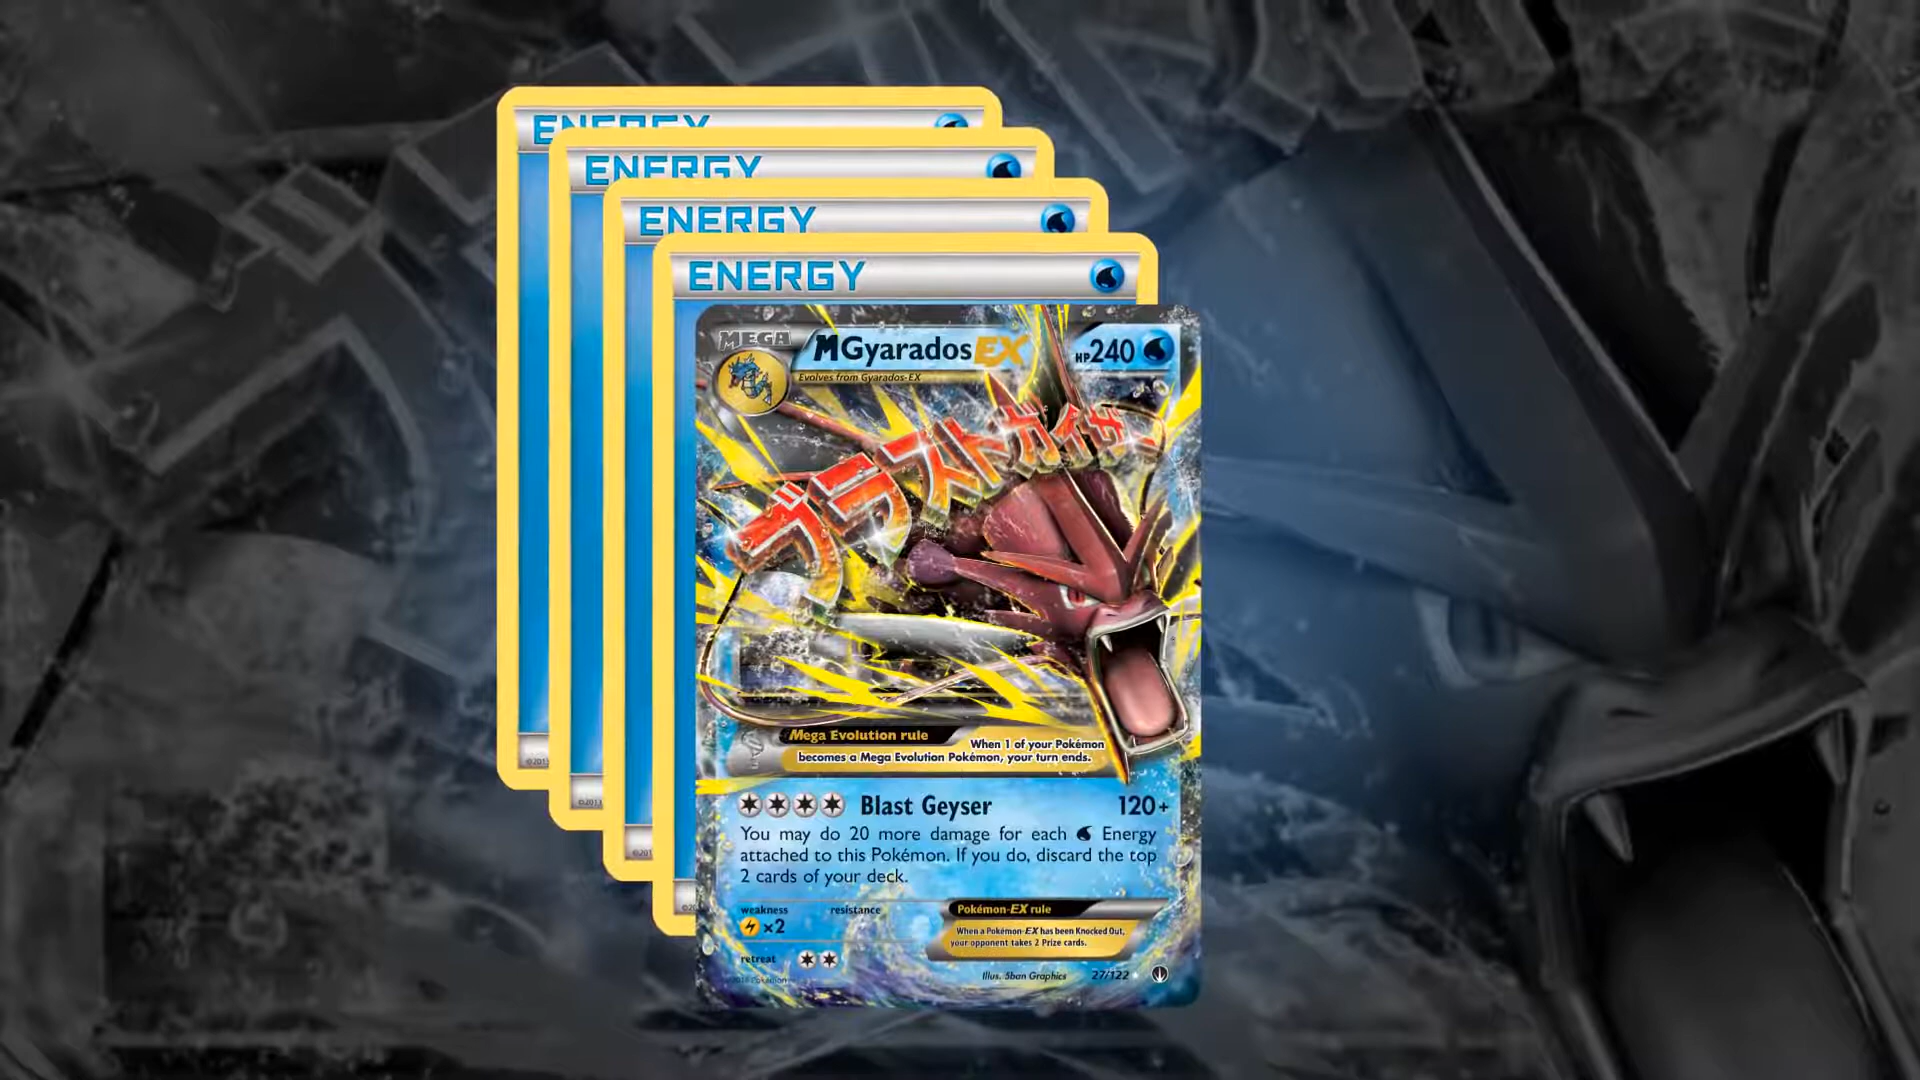 ENERGY
ENERGY
ENERGY
ENERGY
MEGA
MGyaradosEX
HP240
Evolves from Gyarados-EX
ブラストガイザー
Mega Evolution rule
When 1 of your Pokémon
becomes a Mega Evolution Pokémon, your turn ends.
Blast Geyser 120+
You may do 20 more damage for each Energy
attached to this Pokémon. If you do, discard the top
2 cards of your deck.
weakness resistance
×2
retreat
Pokémon-EX rule
When a Pokémon-EX has been Knocked Out,
your opponent takes 2 Prize cards.
Illus. 5ban Graphics 27/122
©2013
©2013